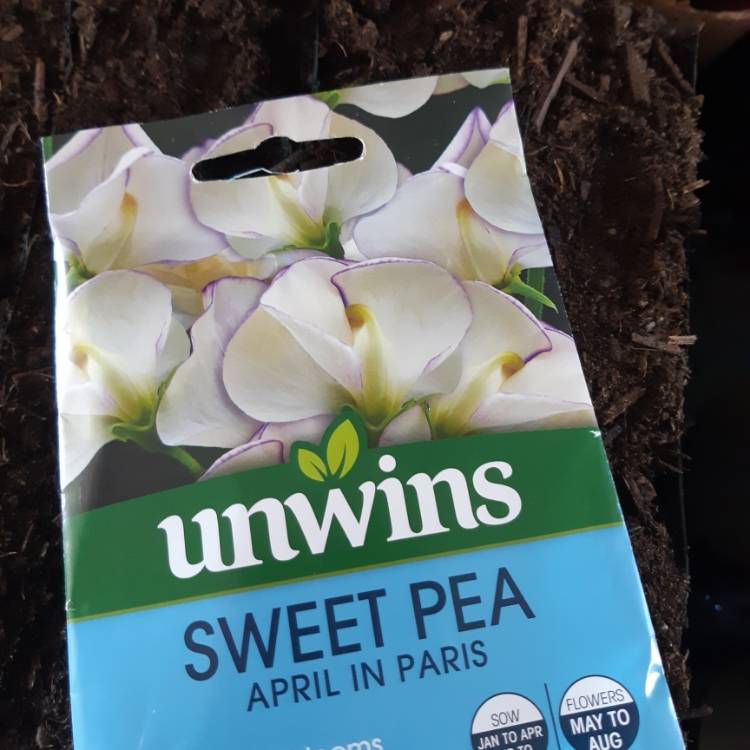 unwins
SWEET PEA
APRIL IN PARIS
SOW
JAN TO APR
FLOWERS
MAY TO
AUG